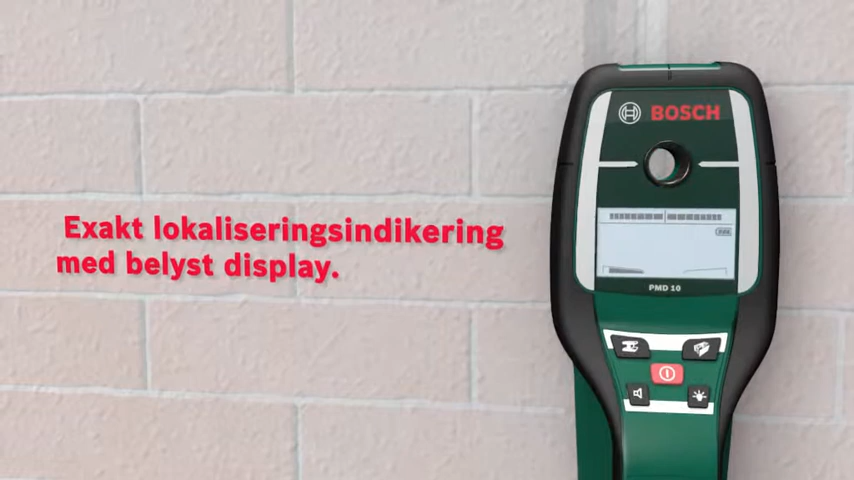 BOSCH
Exakt lokaliseringsindikering
med belyst display.
PMD 10